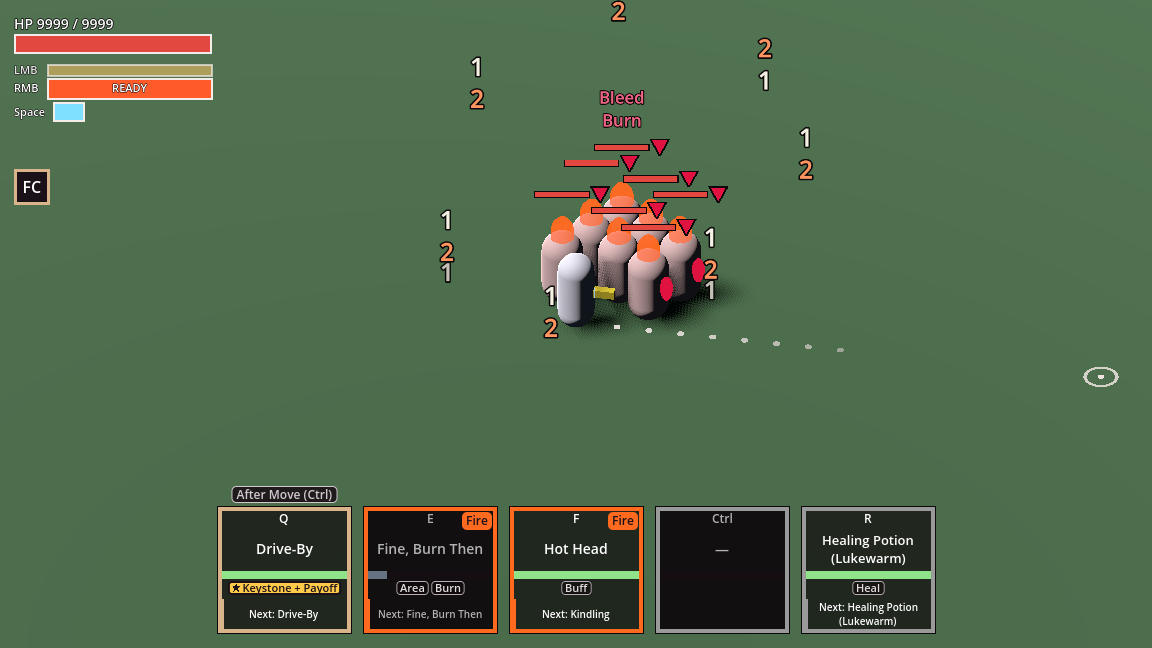 HP 9999 / 9999
LMB
RMB READY
Space
FC
2
2
1
1
2
Bleed
Burn
1
2
1
2
1
1
2
1
2
1
1
2
After Move (Ctrl)
Q
Drive-By
★ Keystone + Payoff
Next: Drive-By
E
Fire
Fine, Burn Then
Area Burn
Next: Fine, Burn Then
F
Fire
Hot Head
Buff
Next: Kindling
Ctrl
—
R
Healing Potion
(Lukewarm)
Heal
Next: Healing Potion
(Lukewarm)